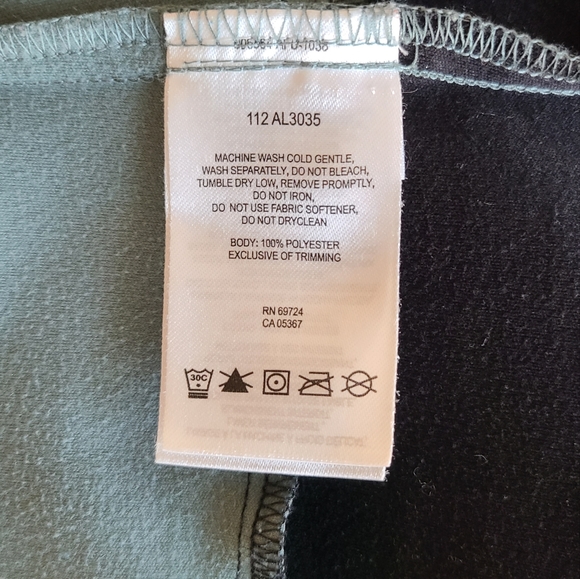 112 AL3035
MACHINE WASH COLD GENTLE,
WASH SEPARATELY, DO NOT BLEACH,
TUMBLE DRY LOW, REMOVE PROMPTLY,
DO NOT IRON,
DO NOT USE FABRIC SOFTENER,
DO NOT DRYCLEAN
BODY: 100% POLYESTER
EXCLUSIVE OF TRIMMING
RN 69724
CA 05367
30C